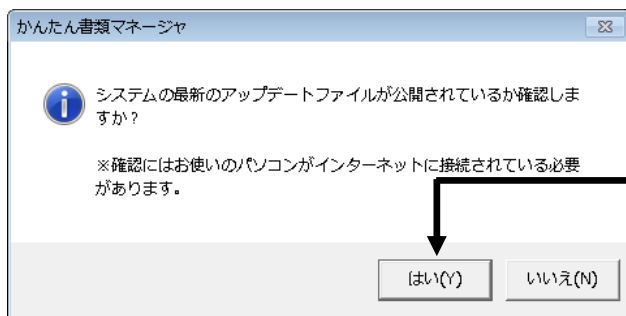 かんたん書類マネージャ
システムの最新のアップデートファイルが公開されているか確認しま
すか?
※確認にはお使いのパソコンがインターネットに接続されている必要
があります。
はい(Y)
いいえ(N)